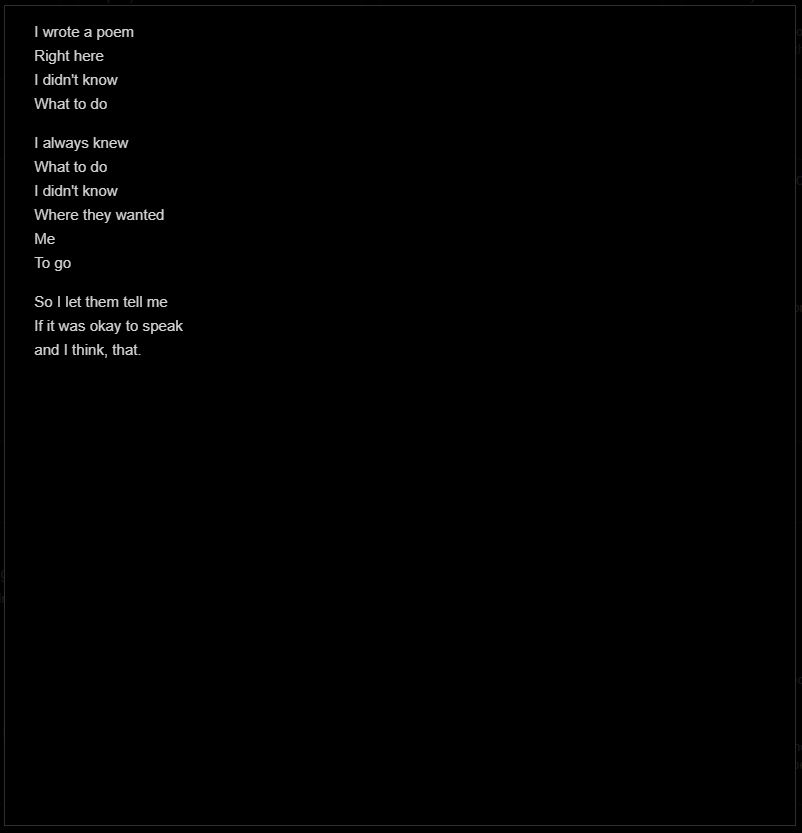 I wrote a poem
Right here
I didn't know
What to do
I always knew
What to do
I didn't know
Where they wanted
Me
To go
So I let them tell me
If it was okay to speak
and I think, that.